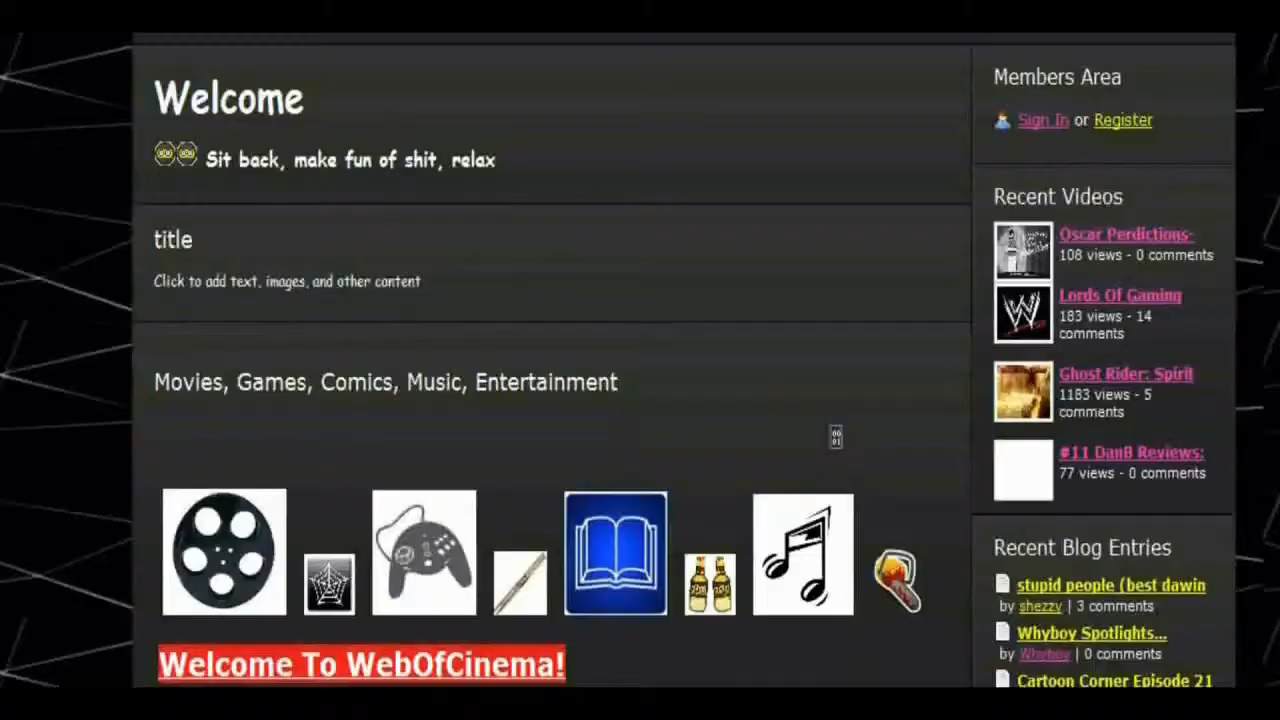 Welcome
Sit back, make fun of shit, relax
title
Click to add text, images, and other content
Movies, Games, Comics, Music, Entertainment
Welcome To WebOfCinema!
Members Area
Sign In or Register
Recent Videos
Oscar Perdictions-
108 views - 0 comments
Lords Of Gaming
183 views - 14
comments
Ghost Rider: Spirit
1183 views - 5
comments
#11 DanB Reviews:
77 views - 0 comments
Recent Blog Entries
stupid people (best dawin
by shezzy | 3 comments
Whyboy Spotlights...
by Whyboy | 0 comments
Cartoon Corner Episode 21